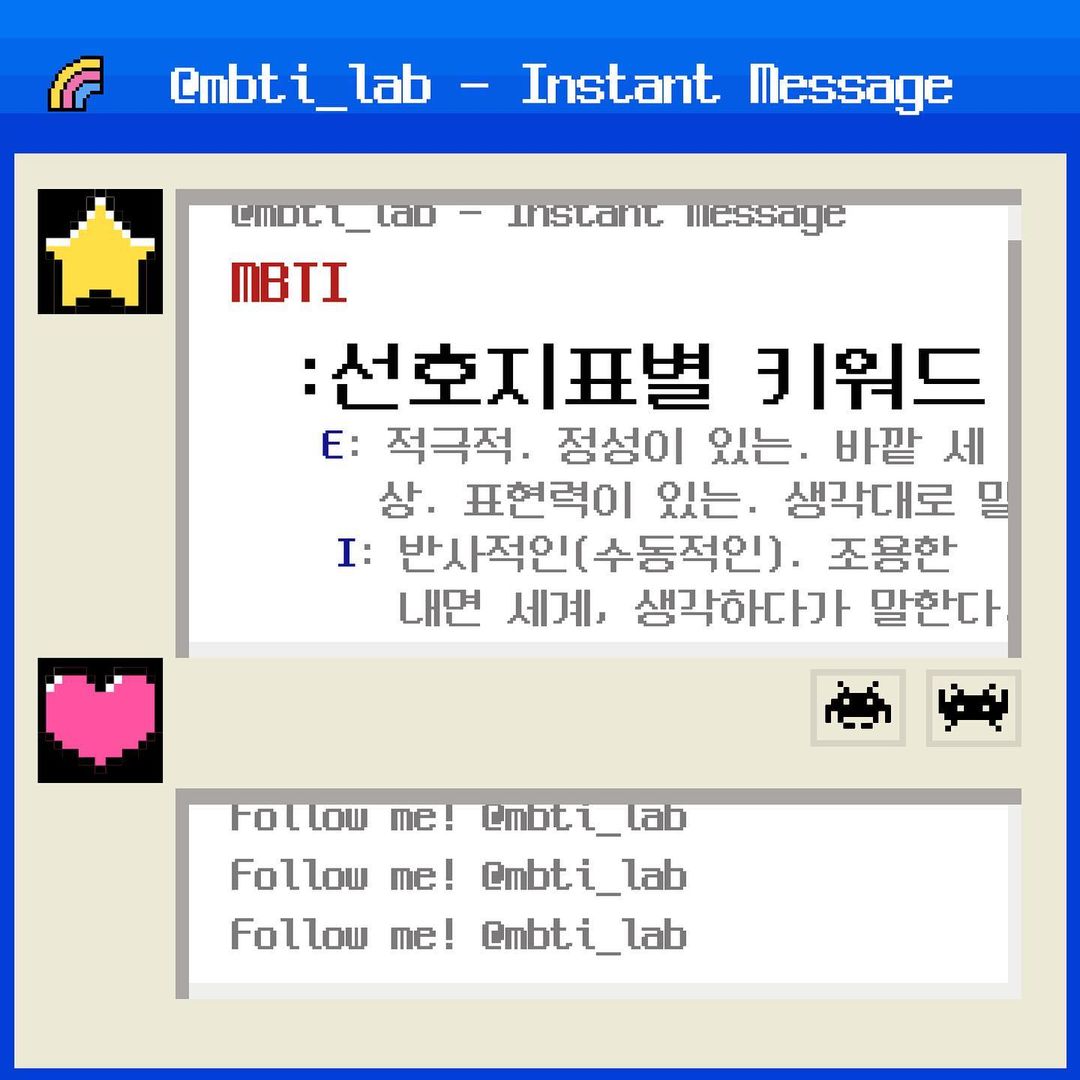 @mbti_lab - Instant Message
@mbti_lab - Instant Message
MBTI
:선호지표별 키워드
E: 적극적. 정성이 있는. 바깥 세
상. 표현력이 있는. 생각대로 말
I: 반사적인(수동적인). 조용한
내면 세계, 생각하다가 말한다.
Follow me! @mbti_lab
Follow me! @mbti_lab
Follow me! @mbti_lab